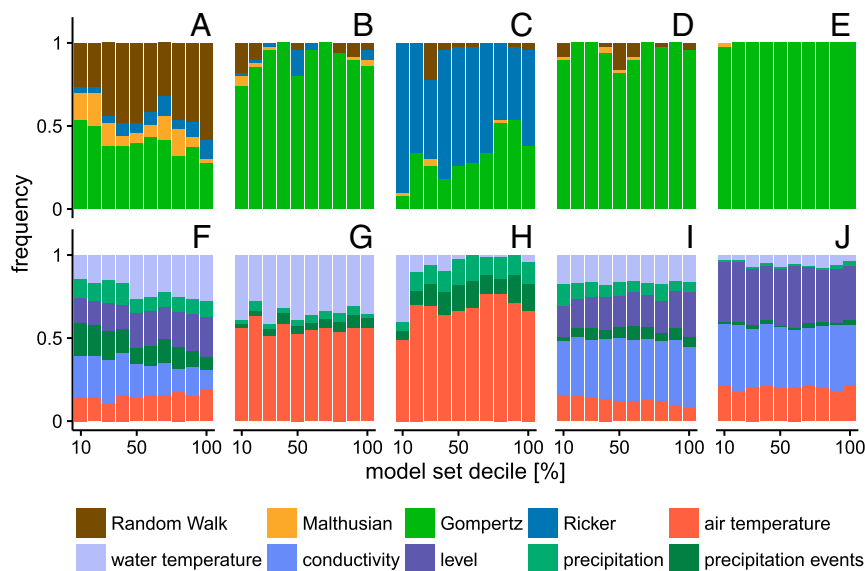 A B C D E
1
0.5
0
frequency
F G H I J
1
0.5
0
10 50 100 10 50 100 10 50 100 10 50 100 10 50 100
model set decile [%]
Random Walk Malthusian Gompertz Ricker air temperature
water temperature conductivity level precipitation precipitation events